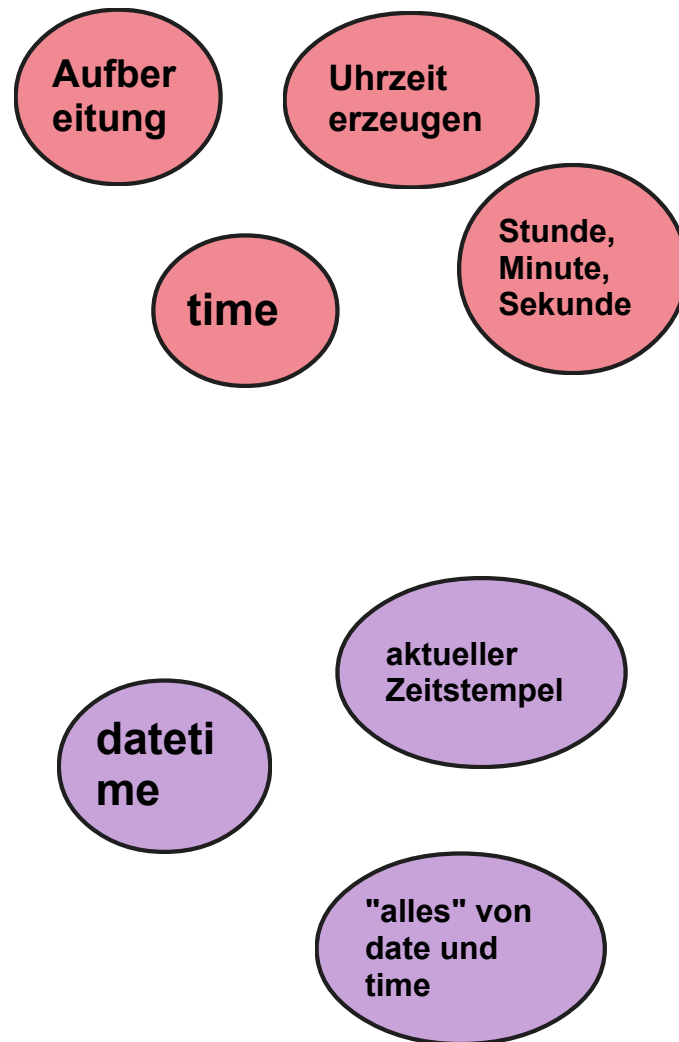 Aufber
eitung
Uhrzeit
erzeugen
Stunde,
Minute,
Sekunde
time
aktueller
Zeitstempel
dateti
me
"alles" von
date und
time